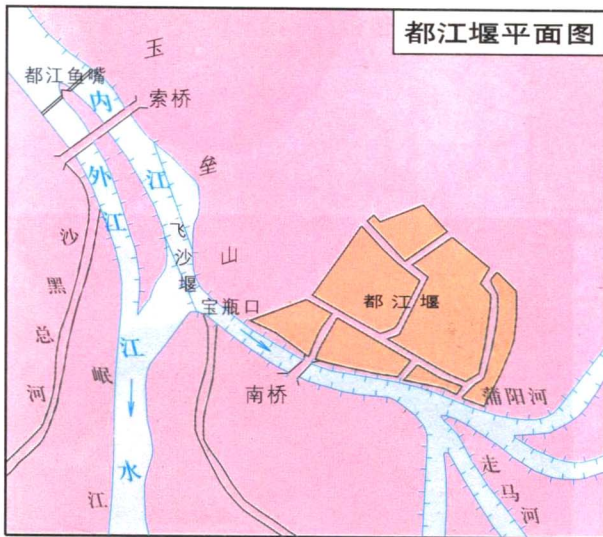 都江堰平面图
玉垒山
都江鱼嘴
内江
索桥
外江
沙黑总河
飞沙堰
宝瓶口
都江堰
江水
岷江
南桥
蒲阳河
走马河